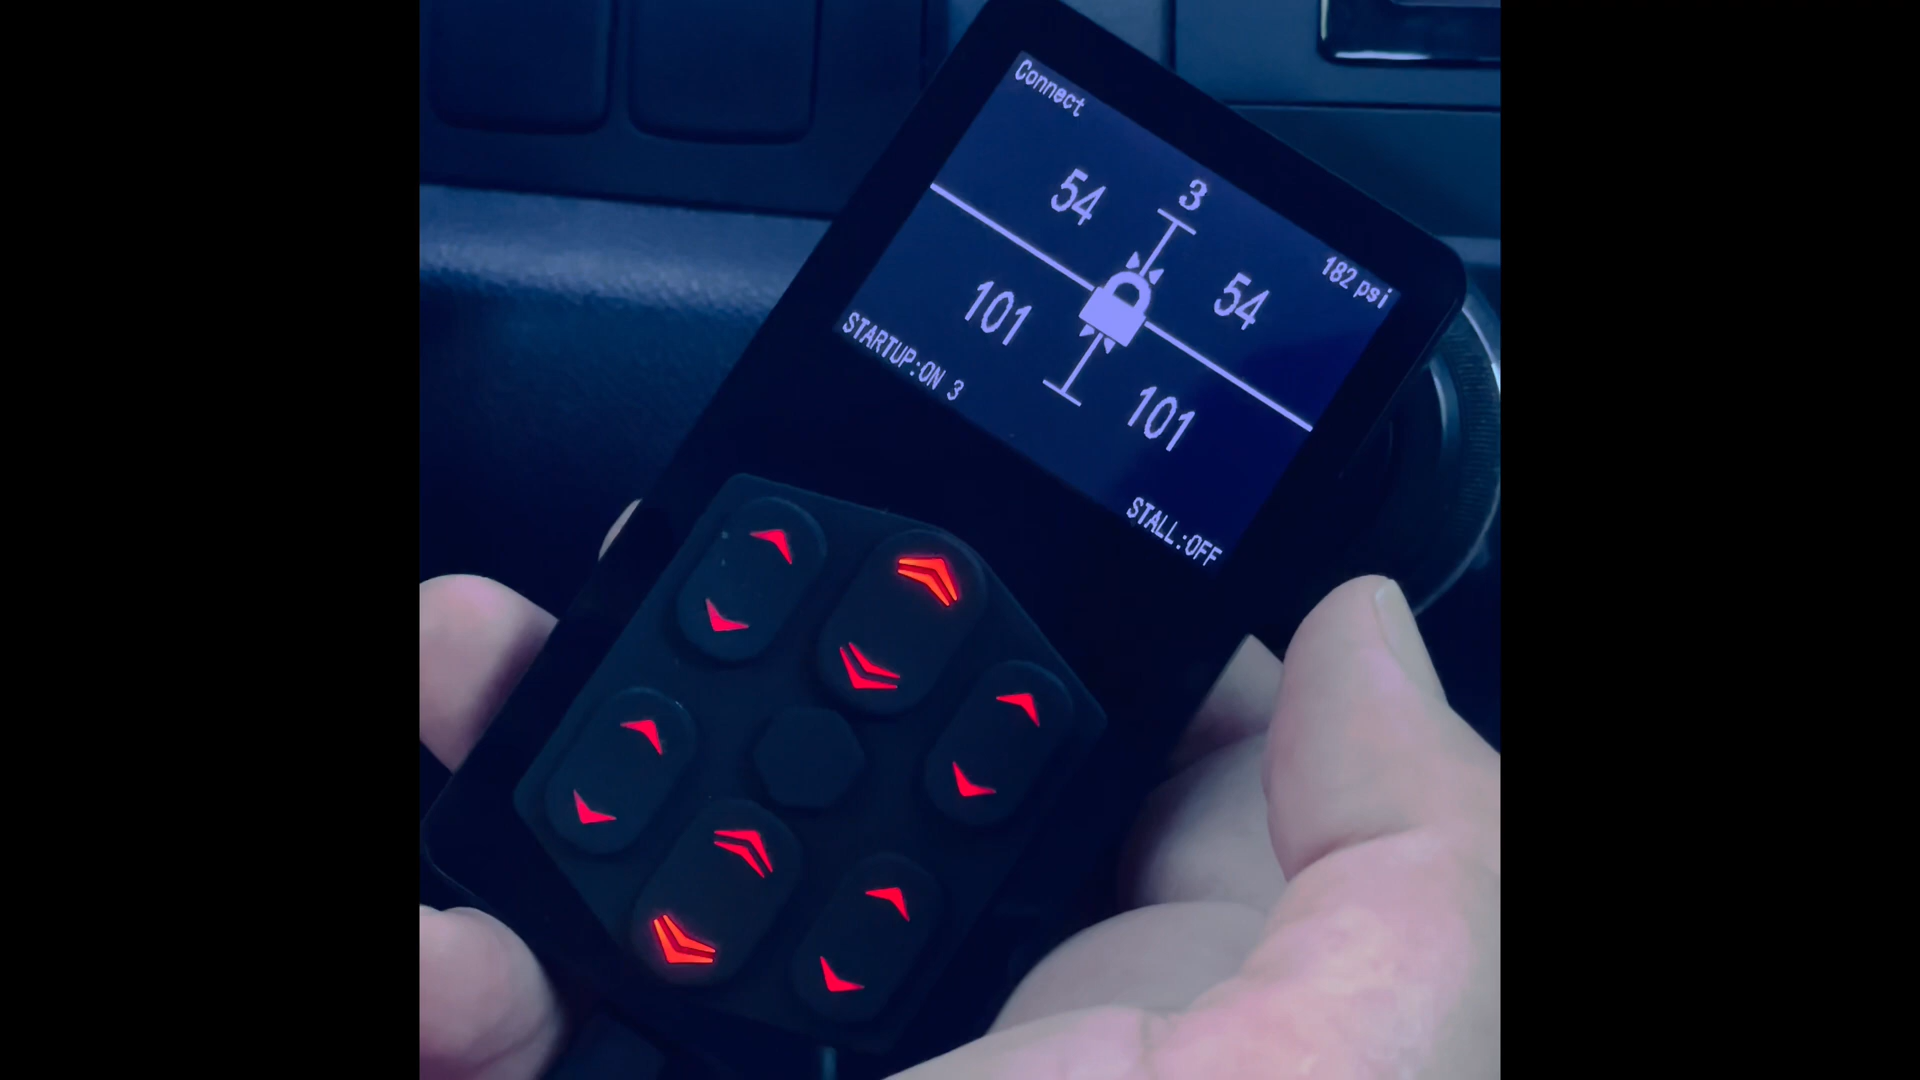 Connect
182 psi
3
54
54
101
101
STARTUP:ON 3
STALL:OFF